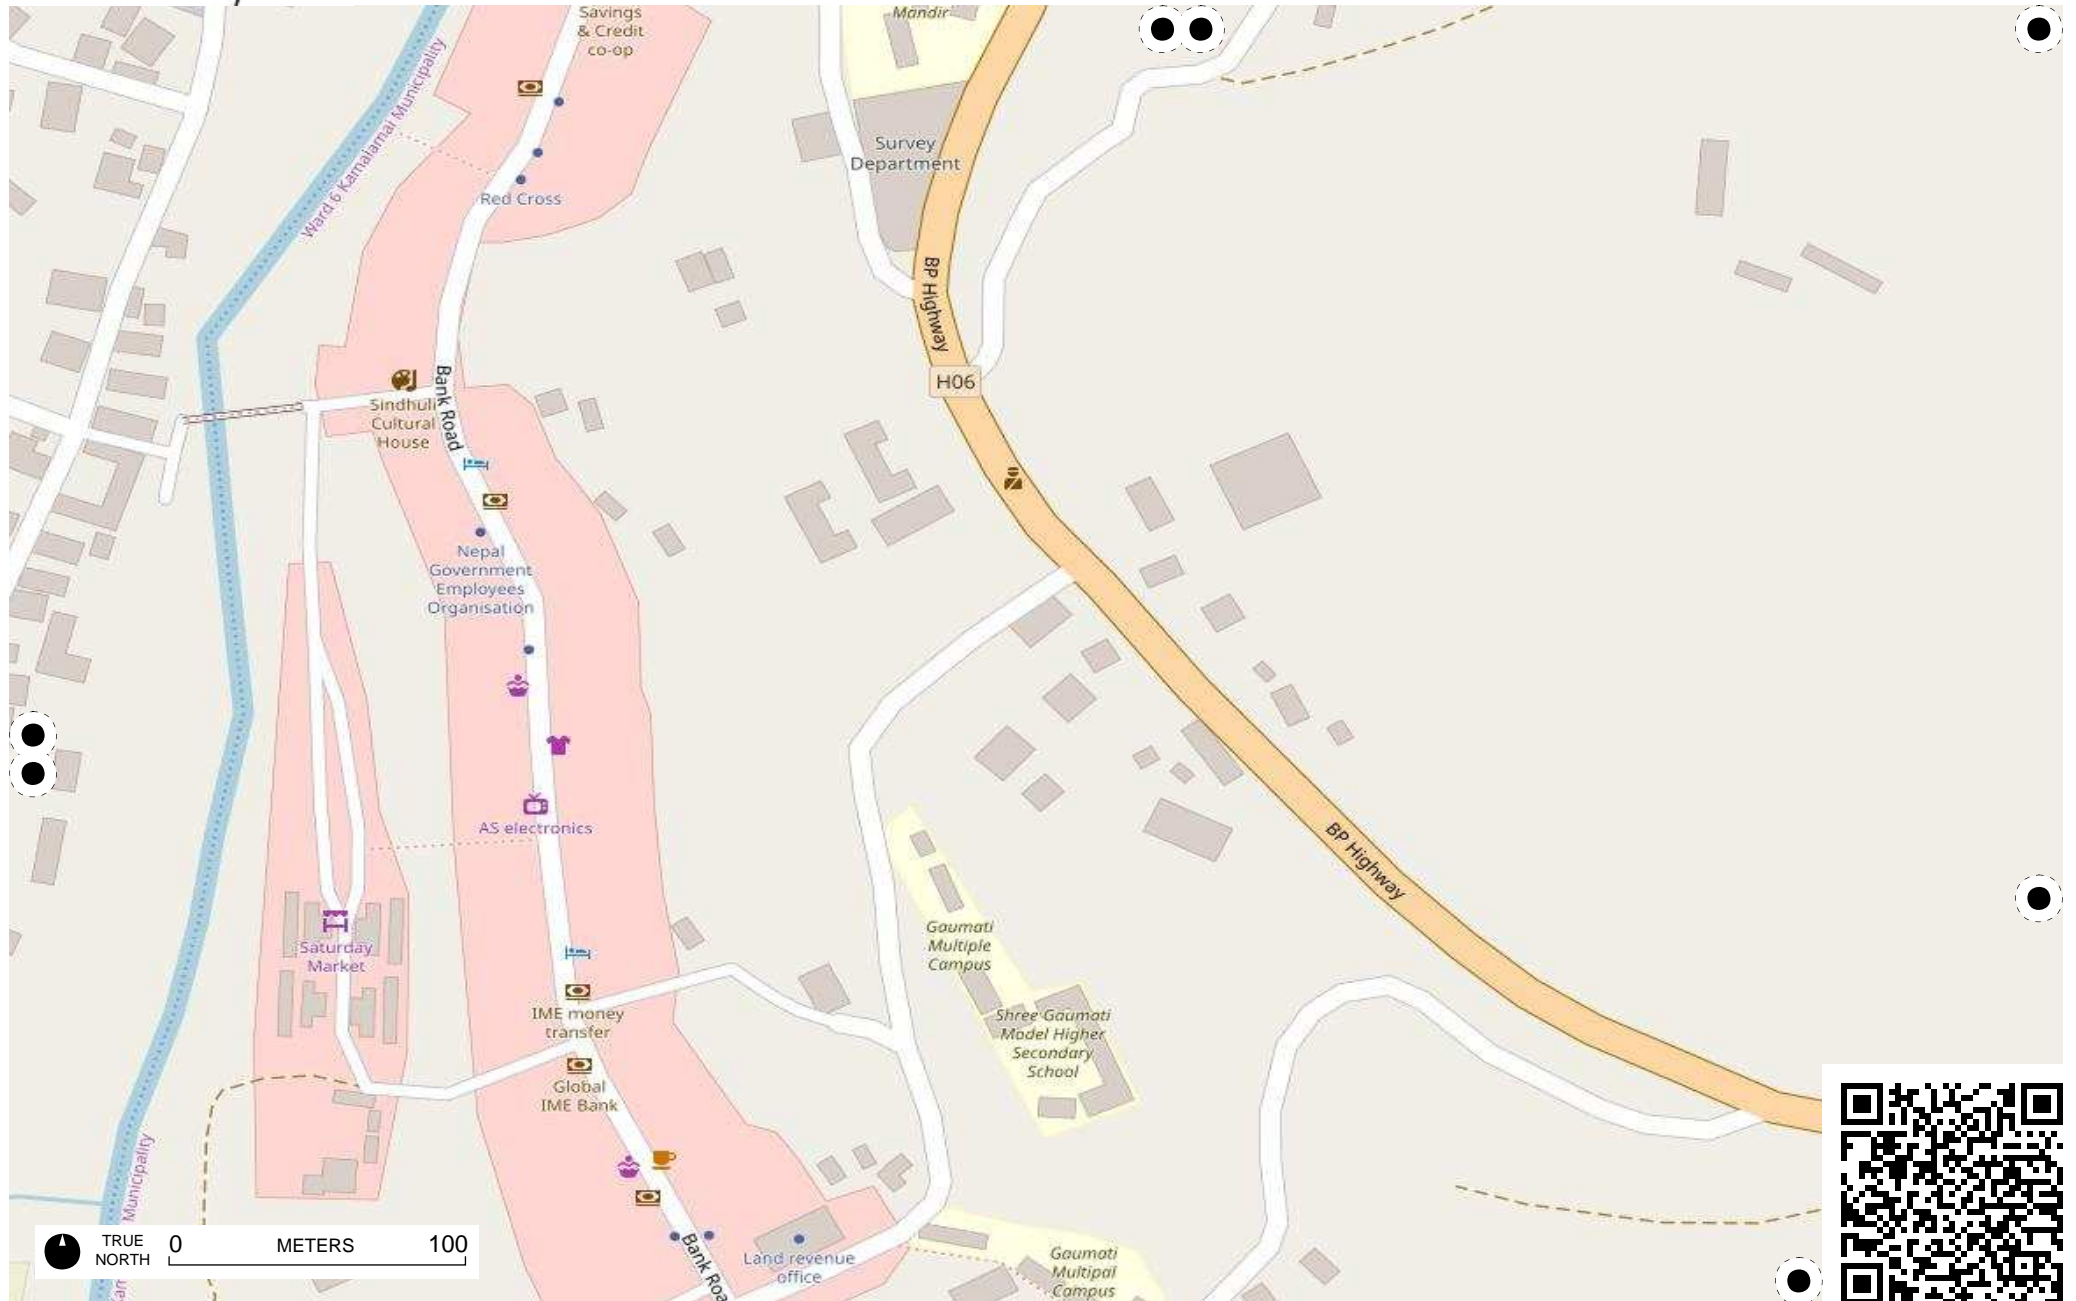 Savings
& Credit
co-op
Mandir
Ward 6 Kamalamai Municipality
Survey
Department
Red Cross
BP Highway
H06
Bank Road
Sindhuli
Cultural
House
Nepal
Government
Employees
Organisation
AS electronics
BP Highway
Saturday
Market
Gaumati
Multiple
Campus
IME money
transfer
Shree Gaumati
Model Higher
Secondary
School
Global
IME Bank
Municipality
Bank Roa
Land revenue
office
Gaumati
Multipal
Campus
TRUE
NORTH
0 METERS 100